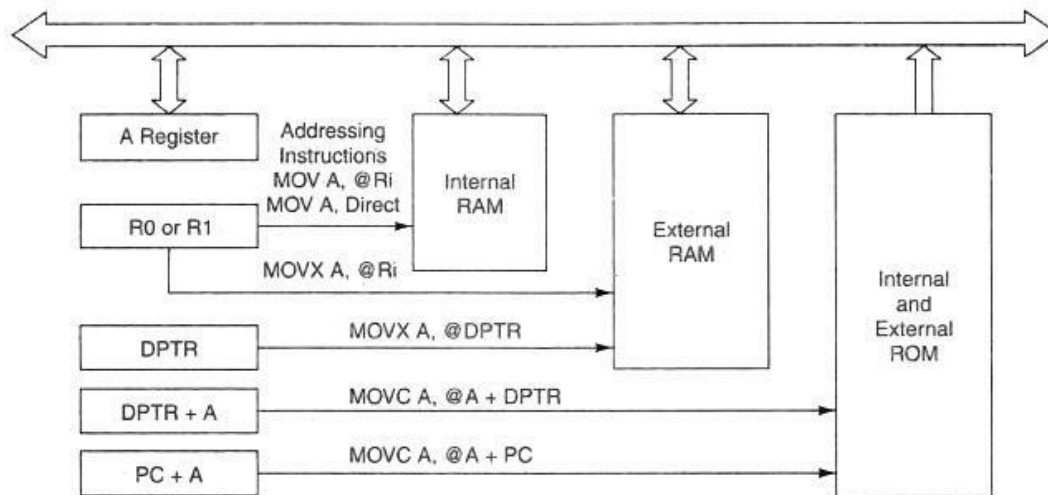 A Register
Addressing
Instructions
MOV A, @Ri
MOV A, Direct
Internal
RAM
R0 or R1
External
RAM
MOVX A, @Ri
Internal
and
External
ROM
DPTR
MOVX A, @DPTR
DPTR + A
MOVC A, @A + DPTR
PC + A
MOVC A, @A + PC